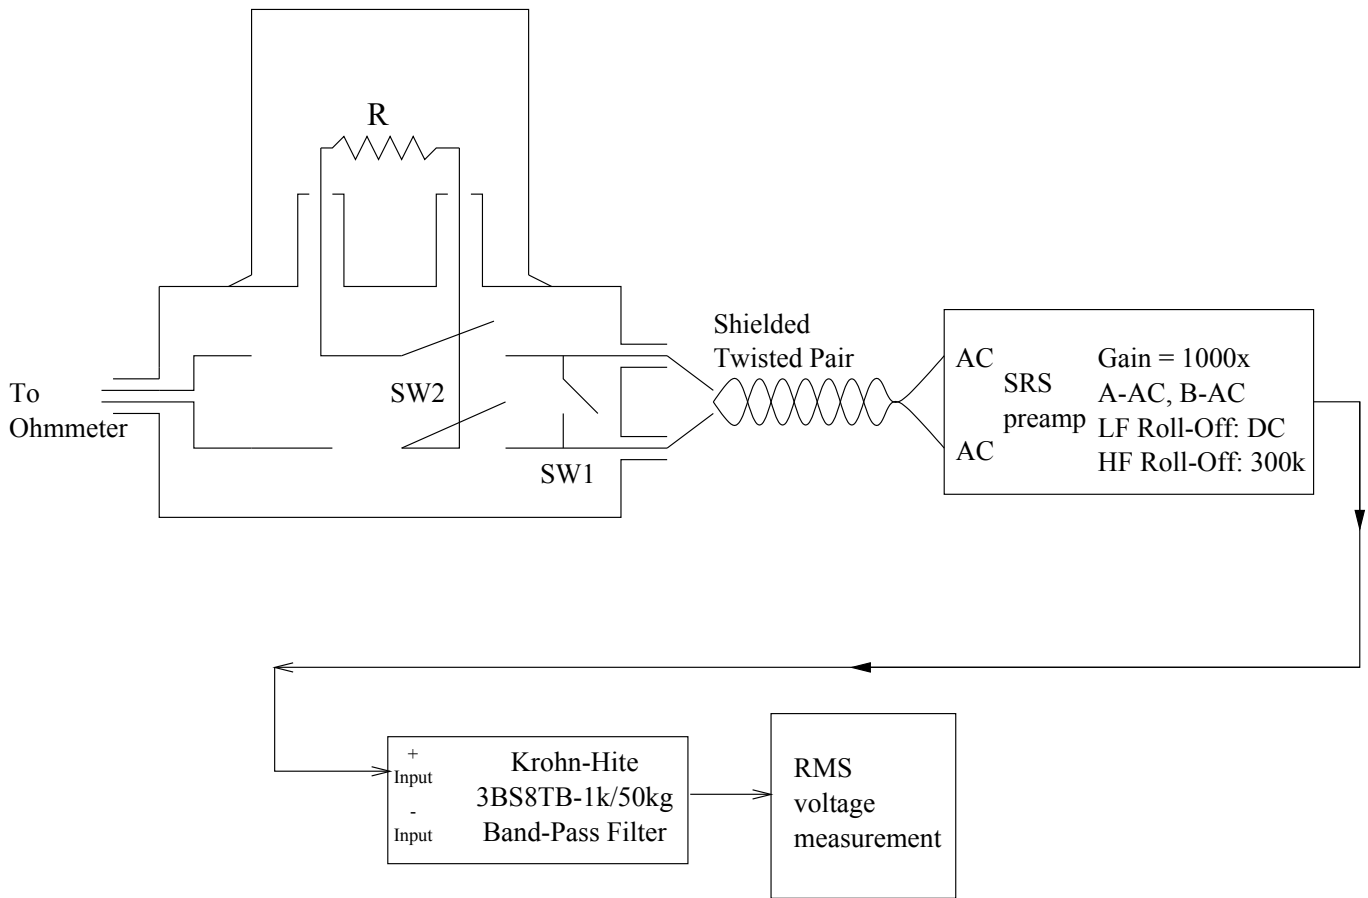 R
Shielded
Twisted Pair
To
Ohmmeter
SW2
SW1
AC
AC
SRS
preamp
Gain = 1000x
A-AC, B-AC
LF Roll-Off: DC
HF Roll-Off: 300k
+
Input
-
Input
Krohn-Hite
3BS8TB-1k/50kg
Band-Pass Filter
RMS
voltage
measurement